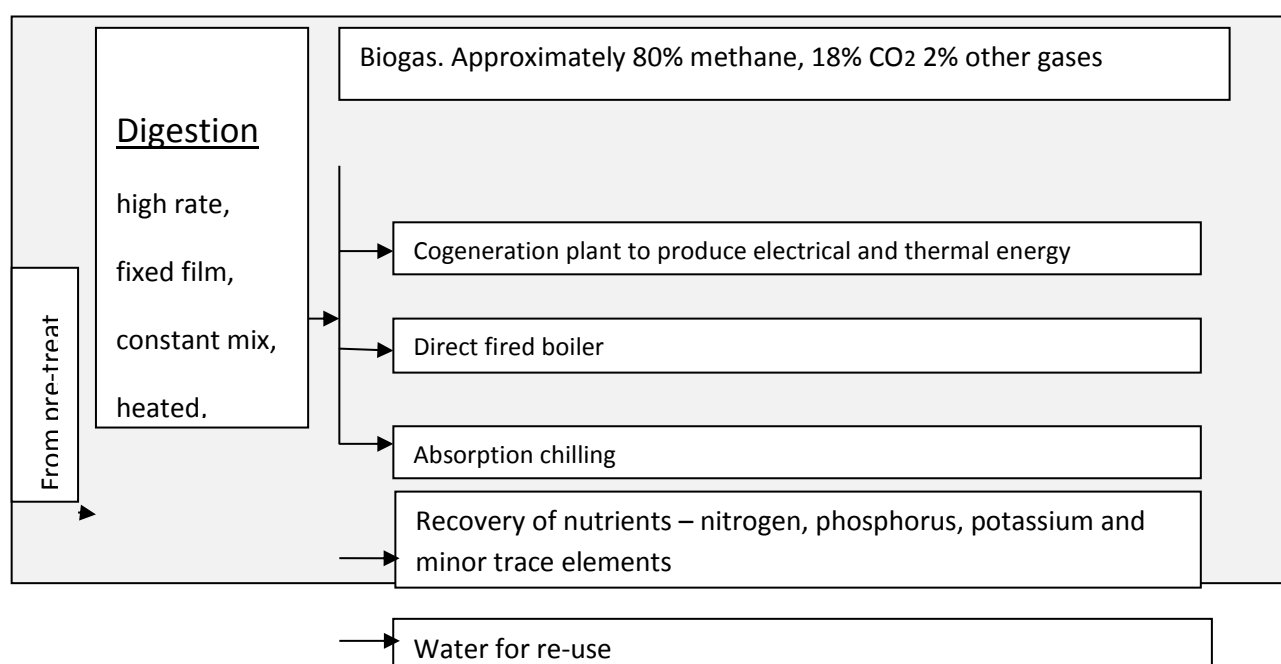 Biogas. Approximately 80% methane, 18% CO2 2% other gases
Digestion
high rate,
fixed film,
constant mix,
heated.
From pre-treat
Cogeneration plant to produce electrical and thermal energy
Direct fired boiler
Absorption chilling
Recovery of nutrients – nitrogen, phosphorus, potassium and
minor trace elements
Water for re-use